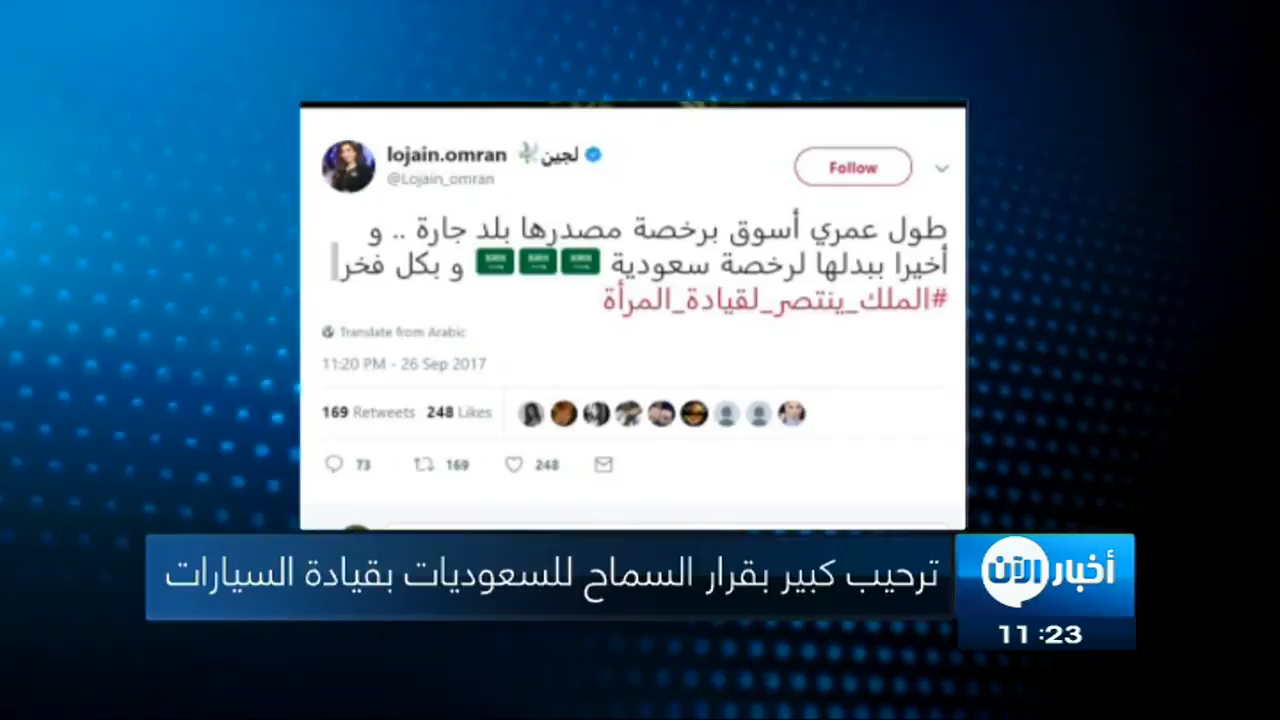 lojain.omran لجين
@Lojain_omran
Follow
طول عمري أسوق برخصة مصدرها بلد جارة .. و
أخيرا ببدلها لرخصة سعودية 🇸🇦🇸🇦🇸🇦 و بكل فخر
#الملك_ينتصر_لقيادة_المرأة
Translate from Arabic
11:20 PM - 26 Sep 2017
169 Retweets 248 Likes
73 169 248
ترحيب كبير بقرار السماح للسعوديات بقيادة السيارات
أخبار الآن
11:23